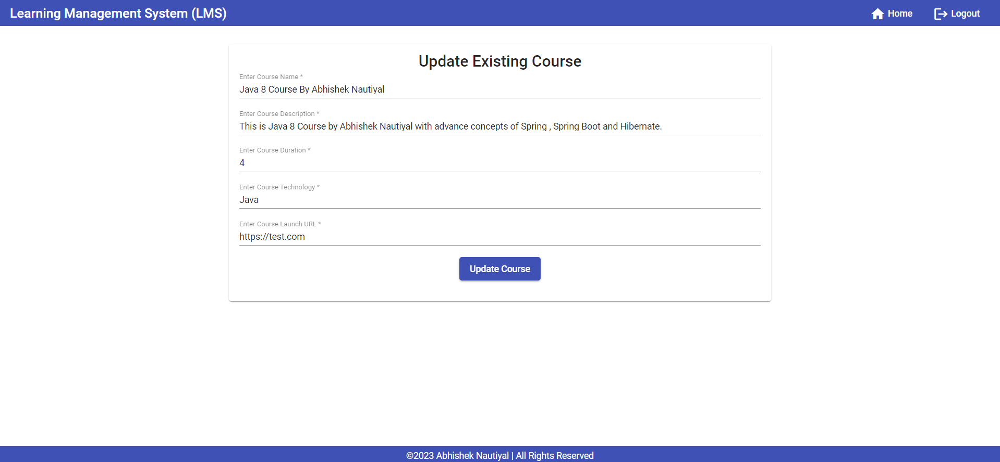 Learning Management System (LMS)
Home
Logout
Update Existing Course
Enter Course Name *
Java 8 Course By Abhishek Nautiyal
Enter Course Description *
This is Java 8 Course by Abhishek Nautiyal with advance concepts of Spring , Spring Boot and Hibernate.
Enter Course Duration *
4
Enter Course Technology *
Java
Enter Course Launch URL *
https://test.com
Update Course
©2023 Abhishek Nautiyal | All Rights Reserved